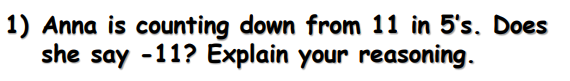 1) Anna is counting down from 11 in 5's. Does
she say -11? Explain your reasoning.